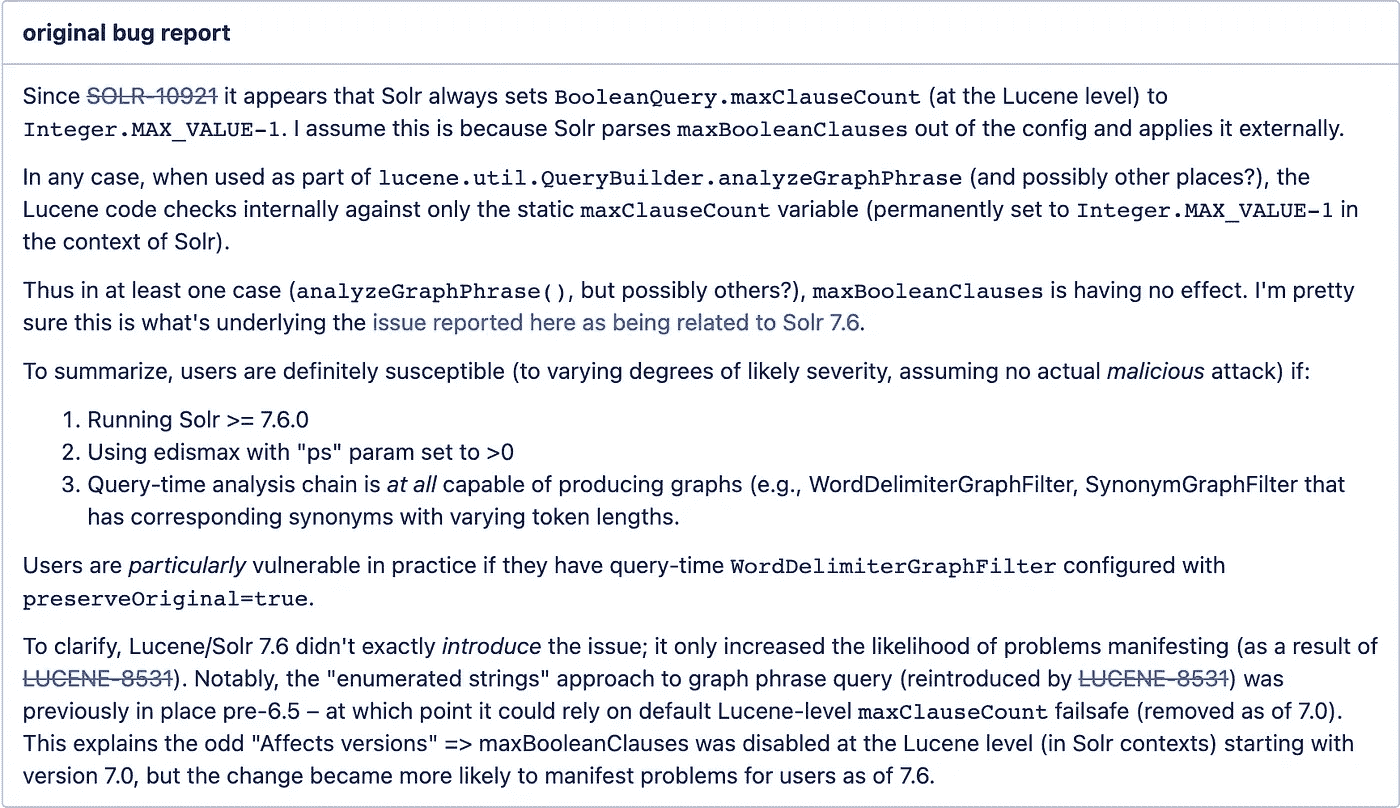 original bug report
Since SOLR-10921 it appears that Solr always sets BooleanQuery.maxClauseCount (at the Lucene level) to
Integer.MAX_VALUE-1. I assume this is because Solr parses maxBooleanClauses out of the config and applies it externally.
In any case, when used as part of lucene.util.QueryBuilder.analyzeGraphPhrase (and possibly other places?), the
Lucene code checks internally against only the static maxClauseCount variable (permanently set to Integer.MAX_VALUE-1 in
the context of Solr).
Thus in at least one case (analyzeGraphPhrase(), but possibly others?), maxBooleanClauses is having no effect. I'm pretty
sure this is what's underlying the issue reported here as being related to Solr 7.6.
To summarize, users are definitely susceptible (to varying degrees of likely severity, assuming no actual malicious attack) if:
1. Running Solr >= 7.6.0
2. Using edismax with "ps" param set to >0
3. Query-time analysis chain is at all capable of producing graphs (e.g., WordDelimiterGraphFilter, SynonymGraphFilter that
has corresponding synonyms with varying token lengths.
Users are particularly vulnerable in practice if they have query-time WordDelimiterGraphFilter configured with
preserveOriginal=true.
To clarify, Lucene/Solr 7.6 didn't exactly introduce the issue; it only increased the likelihood of problems manifesting (as a result of
LUCENE-8531). Notably, the "enumerated strings" approach to graph phrase query (reintroduced by LUCENE-8531) was
previously in place pre-6.5 – at which point it could rely on default Lucene-level maxClauseCount failsafe (removed as of 7.0).
This explains the odd "Affects versions" => maxBooleanClauses was disabled at the Lucene level (in Solr contexts) starting with
version 7.0, but the change became more likely to manifest problems for users as of 7.6.